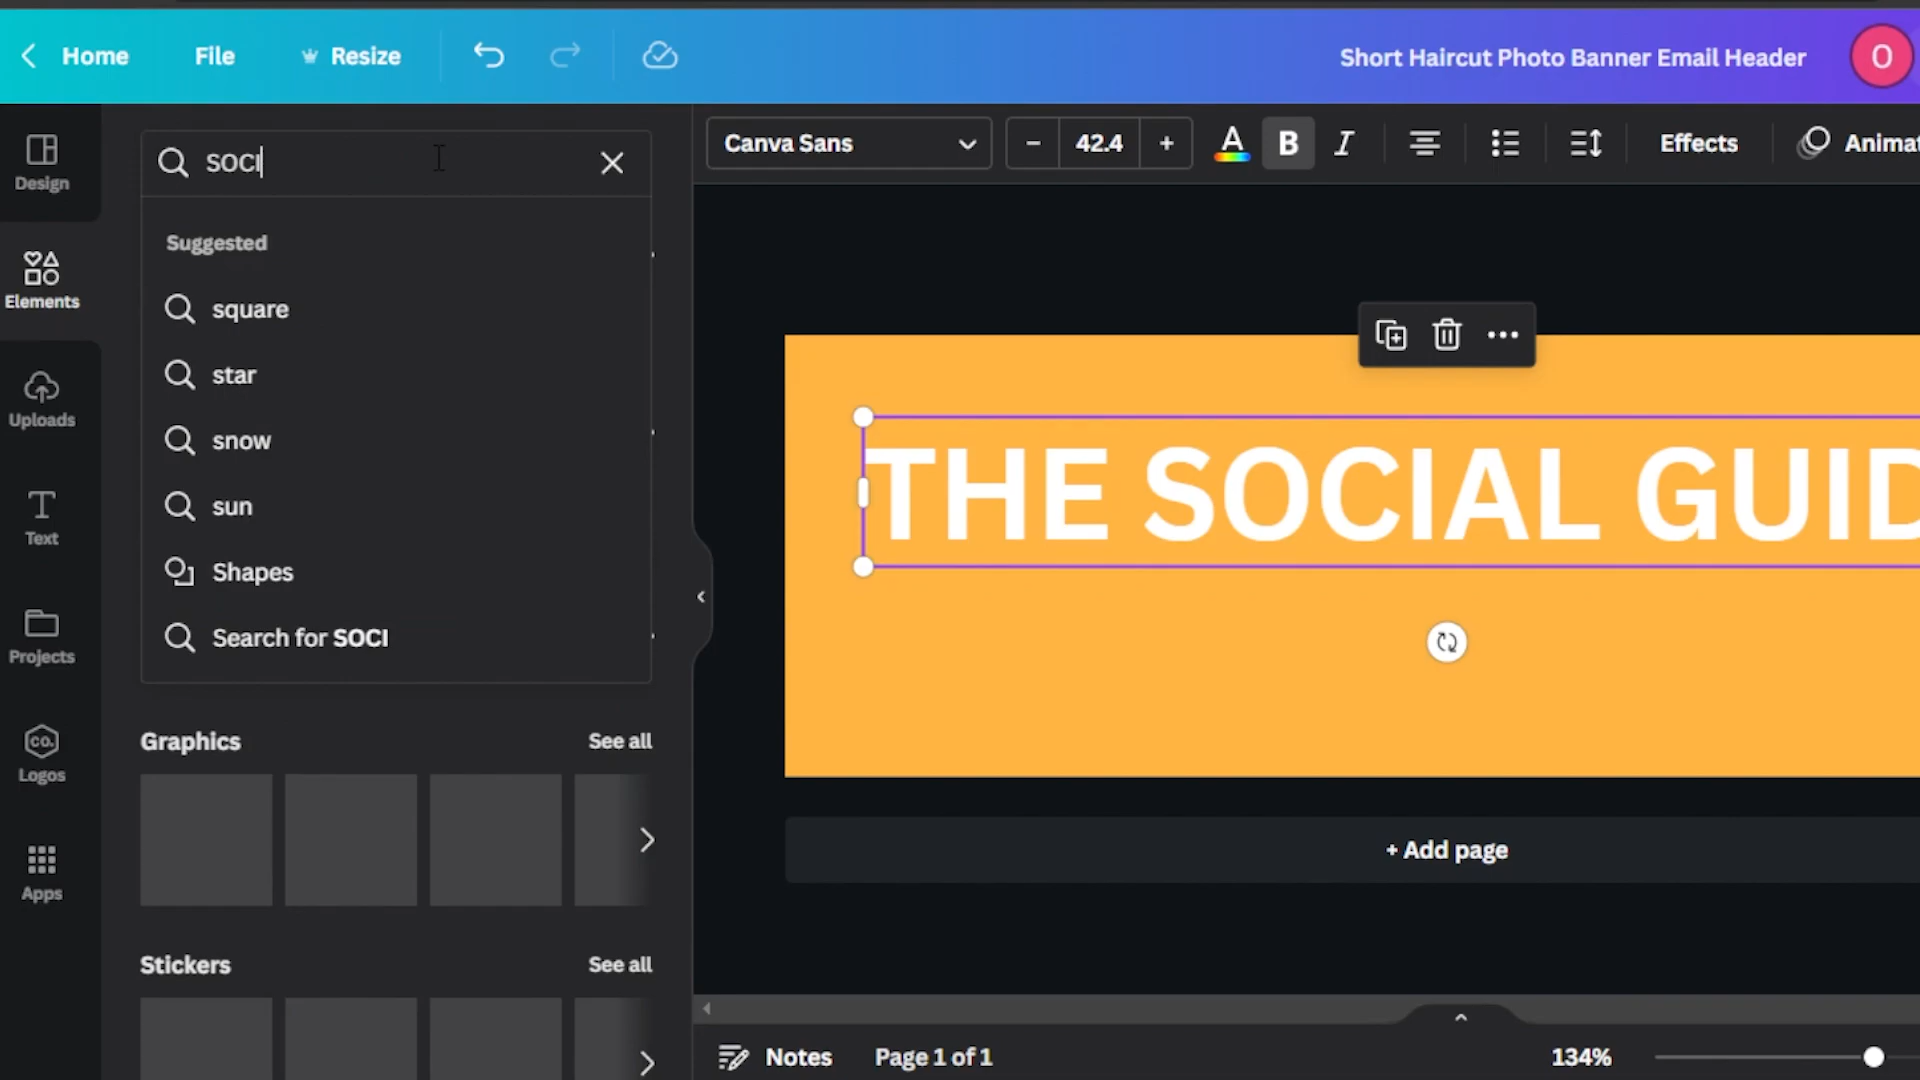 Home File Resize Short Haircut Photo Banner Email Header O
Design
Elements
Uploads
Text
Projects
CO.
Logos
Apps
SOCI
Suggested
square
star
snow
sun
Shapes
Search for SOCI
Graphics See all
Stickers See all
Canva Sans - 42.4 + A B I Effects Animat
THE SOCIAL GUID
+ Add page
Notes Page 1 of 1 134%